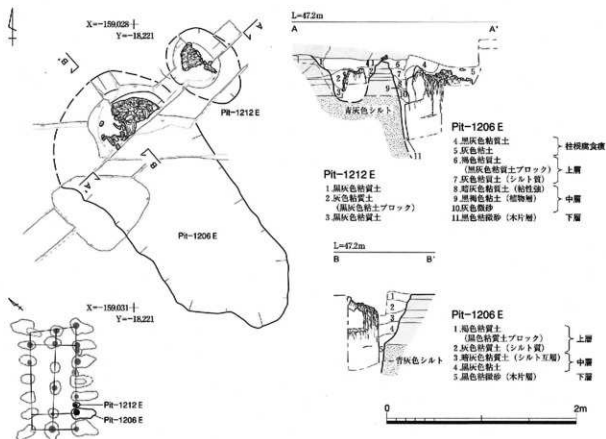 X=-159,028
Y=-18,221
A
A'
B'
B
Pit-1212 E
Pit-1206 E
X=-159,031
Y=-18,221
Pit-1212 E
Pit-1206 E
L=47.2m
A
A'
青灰色シルト
11
Pit-1212 E
1.黒灰色粘質土
2.灰色粘質土
(黒灰色粘土ブロック)
3.黒灰色粘質土
Pit-1206 E
4.黒灰色粘質土
5.灰色粘土
柱根腐食痕
6.褐色粘質土
(黒灰色粘質土ブロック)
7.灰色粘質土(シルト質)
上層
8.暗灰色粘質土(粘性強)
9.黒褐色粘土(植物層)
10.灰色微砂
中層
11.黒色粘微砂(木片層)
下層
L=47.2m
B
B'
青灰色シルト
Pit-1206 E
1.褐色粘質土
(黒色粘質土ブロック)
2.灰色粘質土(シルト質)
上層
3.暗灰色粘質土(シルト互層)
4.黒灰色粘土
中層
5.黒色粘微砂(木片層)
下層
0
2m